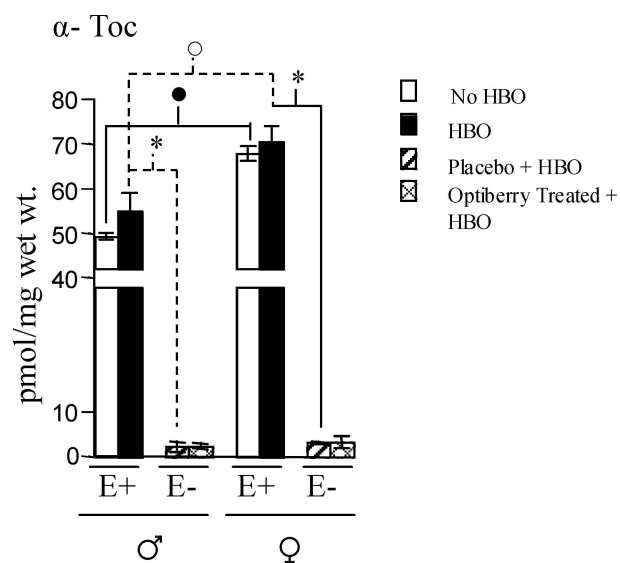 α- Toc
○
●
*
*
No HBO
HBO
Placebo + HBO
Optiberry Treated +
HBO
pmol/mg wet wt.
80
70
60
50
40
10
0
E+ E- E+ E-
♂ ♀